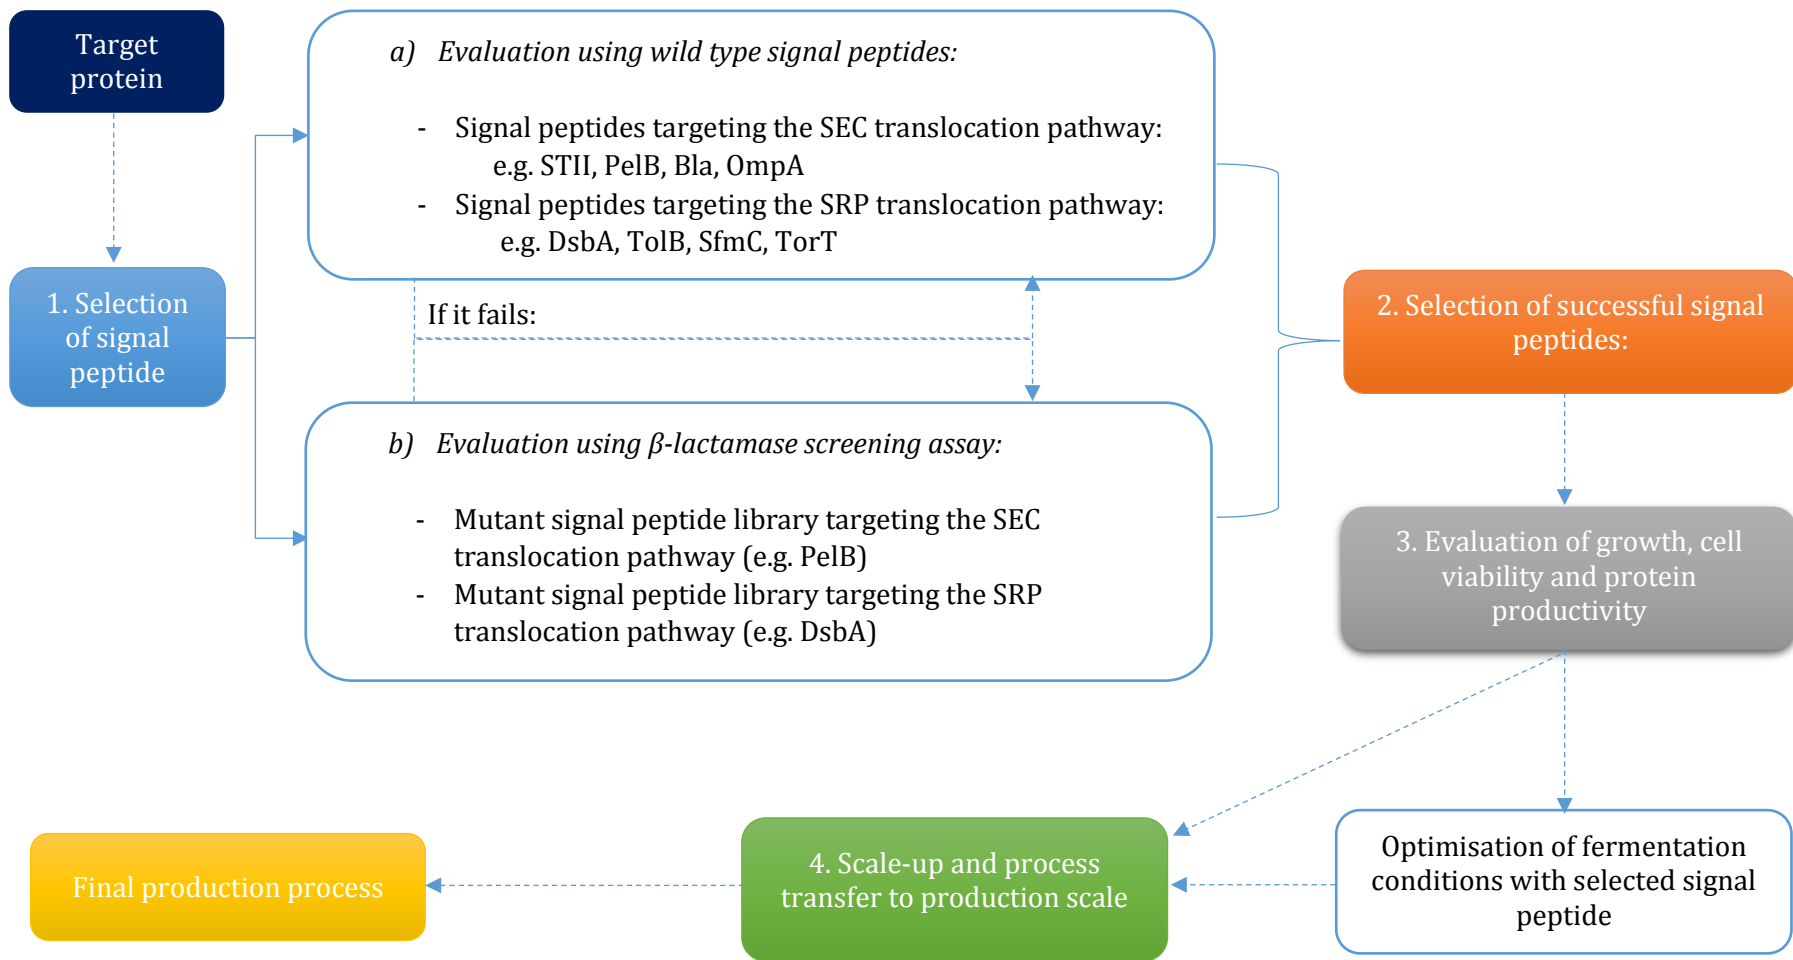 Target
protein
a) Evaluation using wild type signal peptides:
- Signal peptides targeting the SEC translocation pathway:
e.g. STII, PelB, Bla, OmpA
- Signal peptides targeting the SRP translocation pathway:
e.g. DsbA, TolB, SfmC, TorT
1. Selection
of signal
peptide
If it fails:
2. Selection of successful signal
peptides:
b) Evaluation using β-lactamase screening assay:
- Mutant signal peptide library targeting the SEC
translocation pathway (e.g. PelB)
- Mutant signal peptide library targeting the SRP
translocation pathway (e.g. DsbA)
3. Evaluation of growth, cell
viability and protein
productivity
Optimisation of fermentation
conditions with selected signal
peptide
4. Scale-up and process
transfer to production scale
Final production process